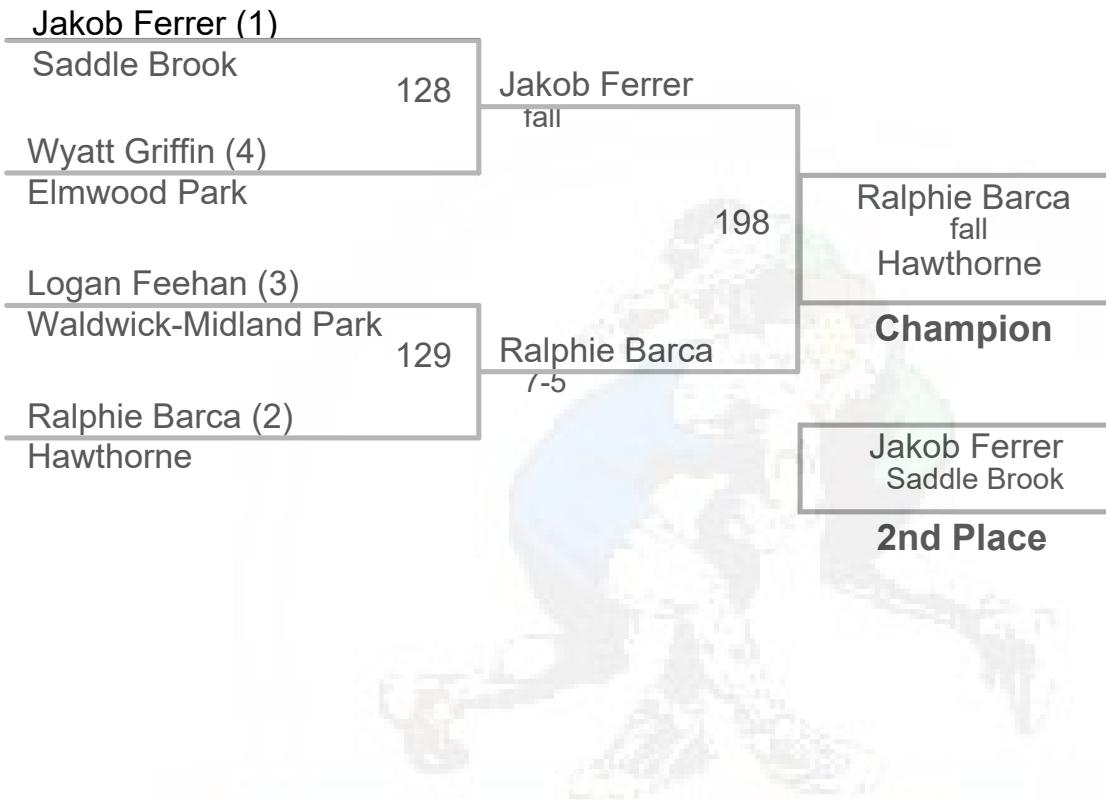 Jakob Ferrer (1)
Saddle Brook
128
Wyatt Griffin (4)
Elmwood Park
Logan Feehan (3)
Waldwick-Midland Park
129
Ralphie Barca (2)
Hawthorne
Jakob Ferrer
fall
198
Ralphie Barca
7-5
Ralphie Barca
fall
Hawthorne
Champion
Jakob Ferrer
Saddle Brook
2nd Place